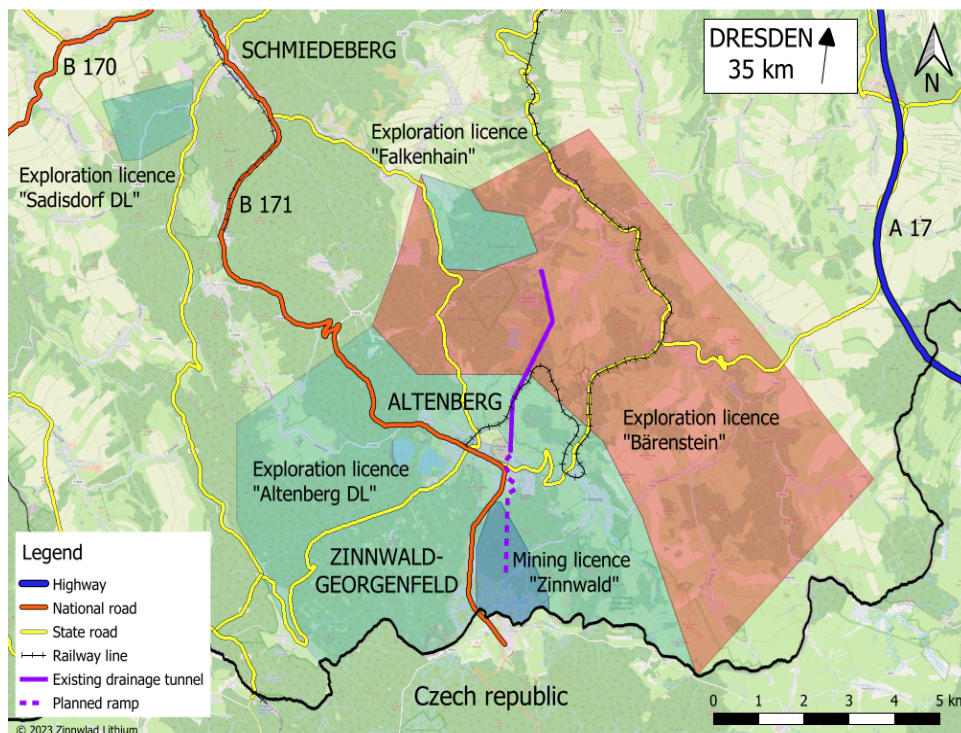 SCHMIEDEBERG
B 170
DRESDEN
35 km
N
Exploration licence
"Falkenhain"
Exploration licence
"Sadisdorf DL"
B 171
A 17
ALTENBERG
Exploration licence
"Bärenstein"
Exploration licence
"Altenberg DL"
ZINNWALD-
GEORGENFELD
Mining licence
"Zinnwald"
Legend
Highway
National road
State road
Railway line
Existing drainage tunnel
Planned ramp
Czech republic
0 1 2 3 4 5 km
© 2023 Zinnwlad Lithium